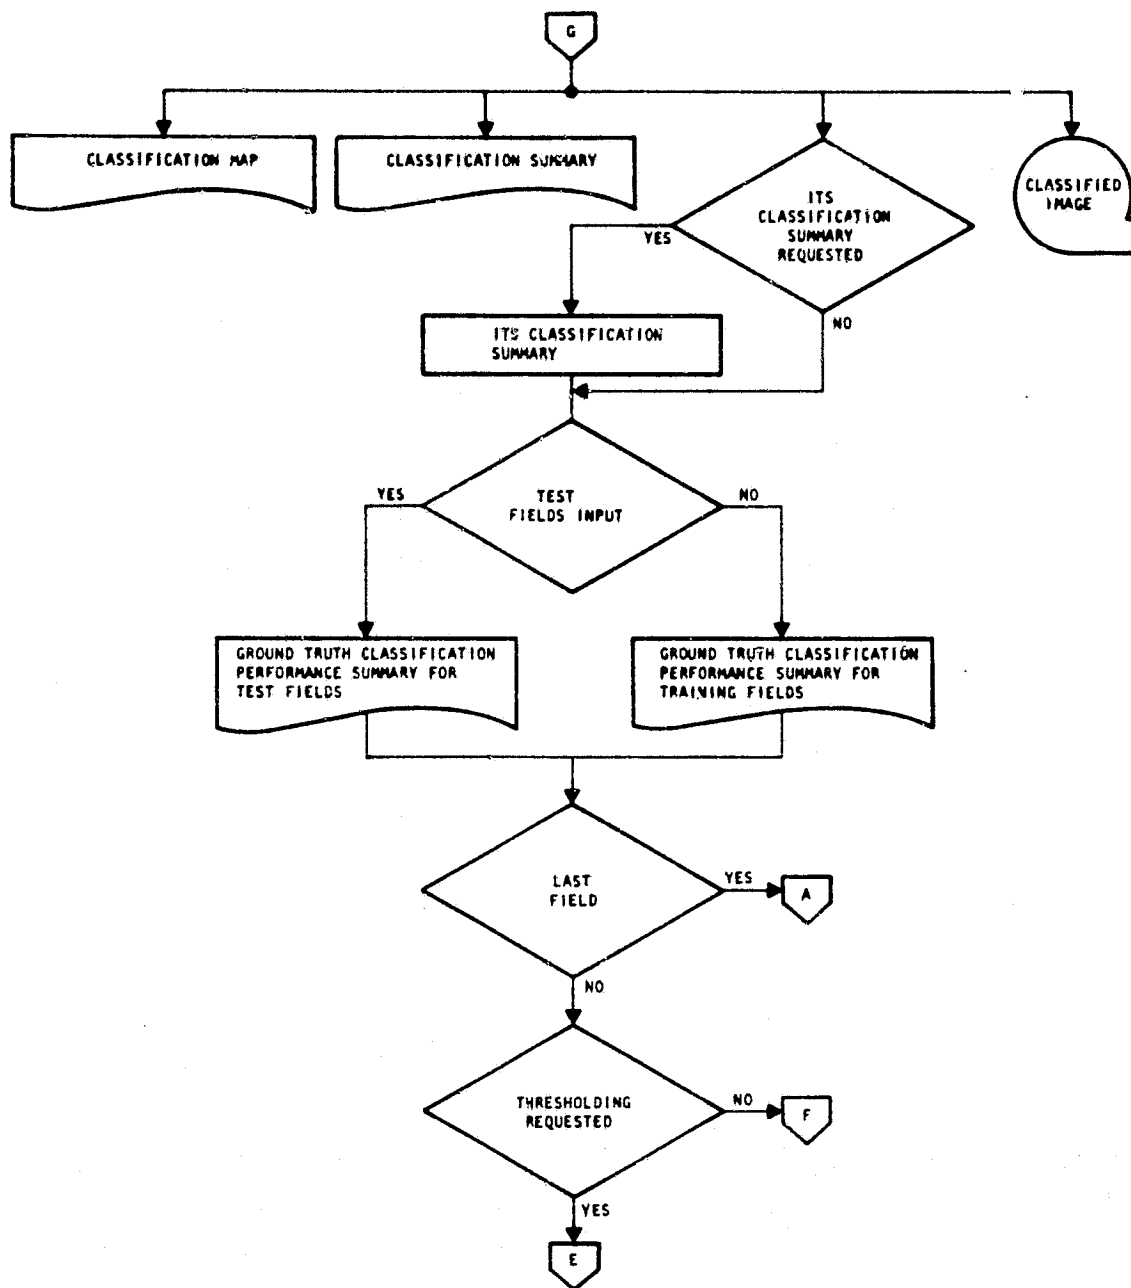 G
CLASSIFICATION MAP
CLASSIFICATION SUMMARY
ITS
CLASSIFICATION
SUMMARY
REQUESTED
CLASSIFIED
IMAGE
YES
NO
ITS CLASSIFICATION
SUMMARY
YES
TEST
FIELDS INPUT
NO
GROUND TRUTH CLASSIFICATION
PERFORMANCE SUMMARY FOR
TEST FIELDS
GROUND TRUTH CLASSIFICATION
PERFORMANCE SUMMARY FOR
TRAINING FIELDS
LAST
FIELD
YES
A
NO
THRESHOLDING
REQUESTED
NO
F
YES
E